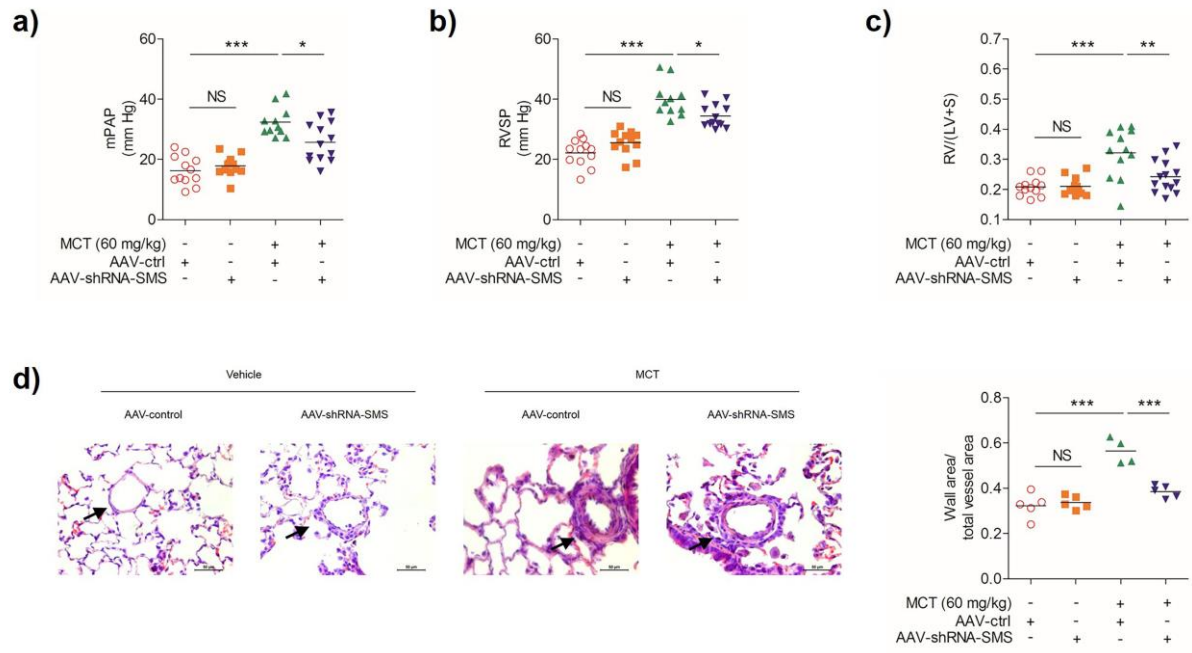 a)
60
40
20
0
mPAP
(mm Hg)
***
*
NS
MCT (60 mg/kg) - - + +
AAV-ctrl + - + -
AAV-shRNA-SMS - + - +
b)
60
40
20
0
RVSP
(mm Hg)
***
*
NS
MCT (60 mg/kg) - - + +
AAV-ctrl + - + -
AAV-shRNA-SMS - + - +
c)
0.7
0.6
0.5
0.4
0.3
0.2
0.1
RV/(LV+S)
***
**
NS
MCT (60 mg/kg) - - + +
AAV-ctrl + - + -
AAV-shRNA-SMS - + - +
d)
Vehicle
MCT
AAV-control
AAV-shRNA-SMS
AAV-control
AAV-shRNA-SMS
0.8
0.6
0.4
0.2
0.0
Wall area/
total vessel area
***
***
NS
MCT (60 mg/kg) - - + +
AAV-ctrl + - + -
AAV-shRNA-SMS - + - +